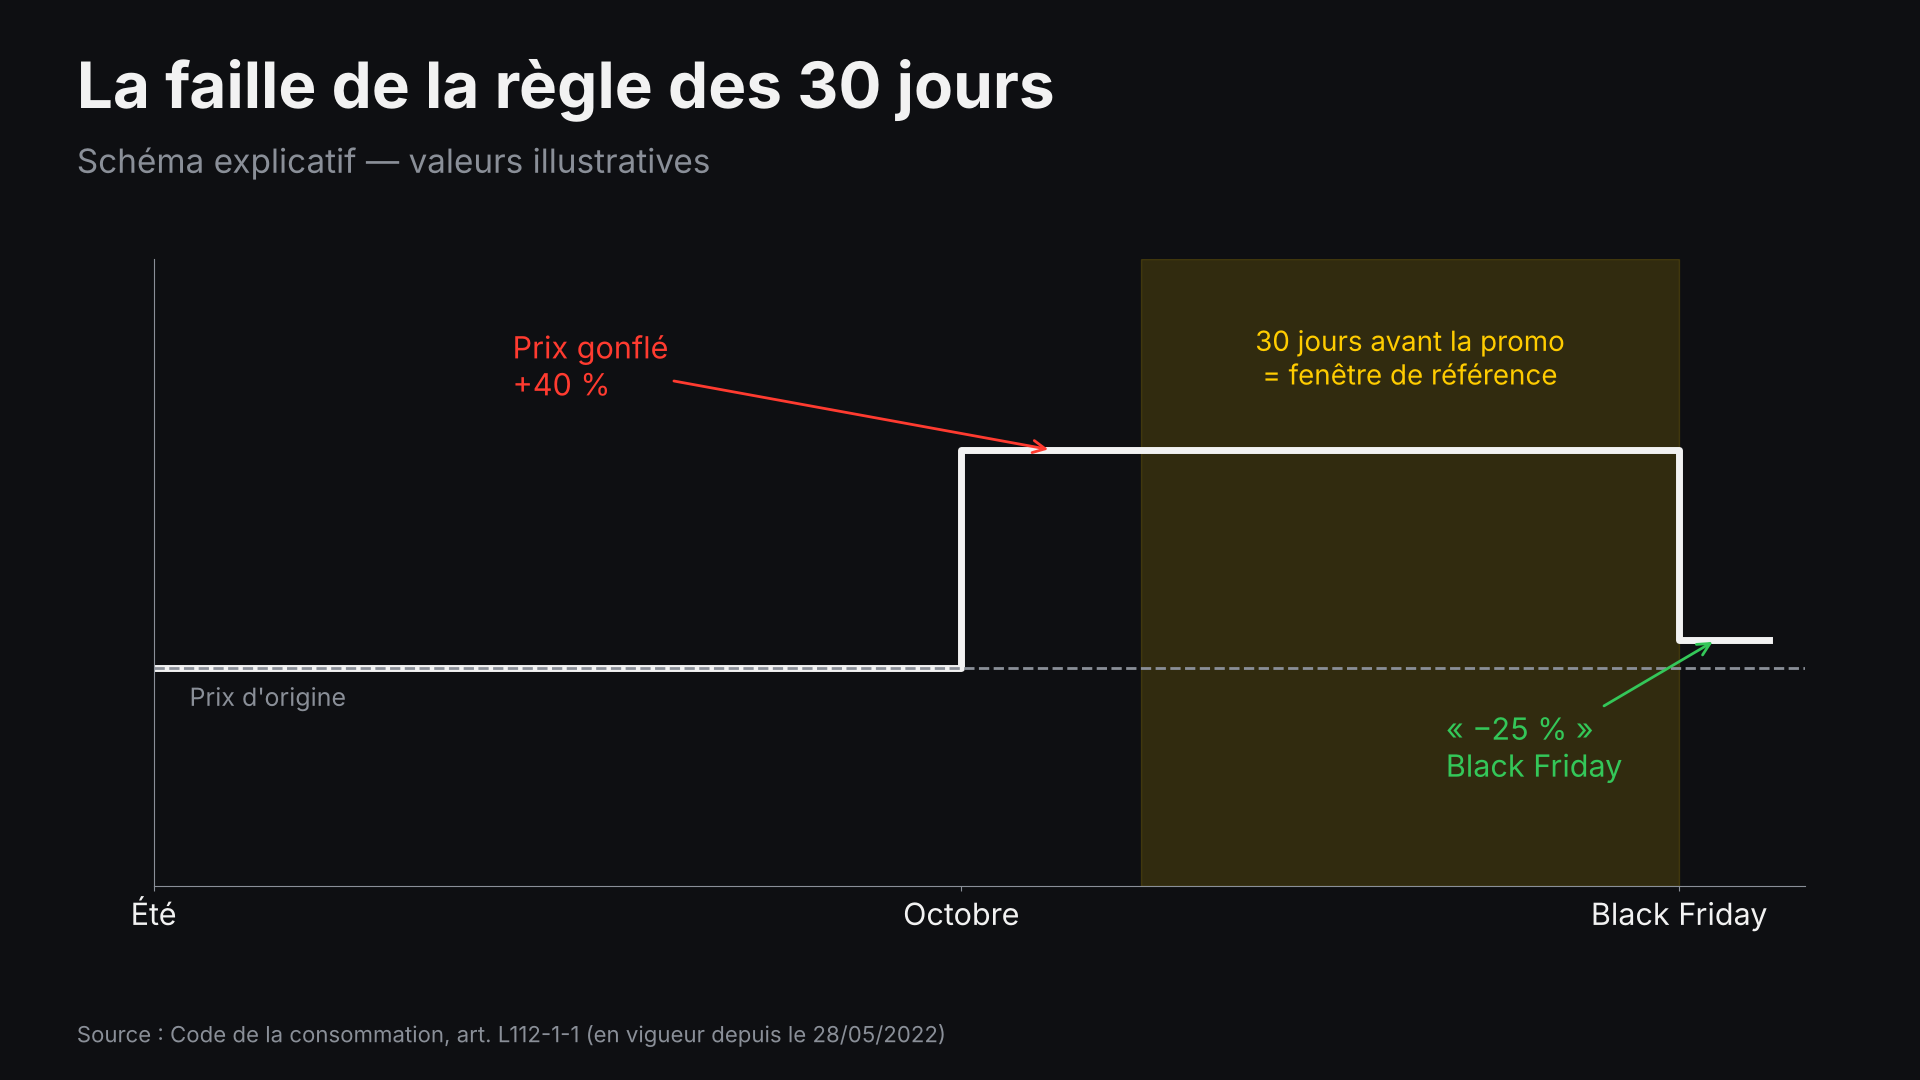 La faille de la règle des 30 jours
Schéma explicatif — valeurs illustratives
Prix gonflé
+40 %
30 jours avant la promo
= fenêtre de référence
Prix d'origine
« −25 % »
Black Friday
Été
Octobre
Black Friday
Source : Code de la consommation, art. L112-1-1 (en vigueur depuis le 28/05/2022)